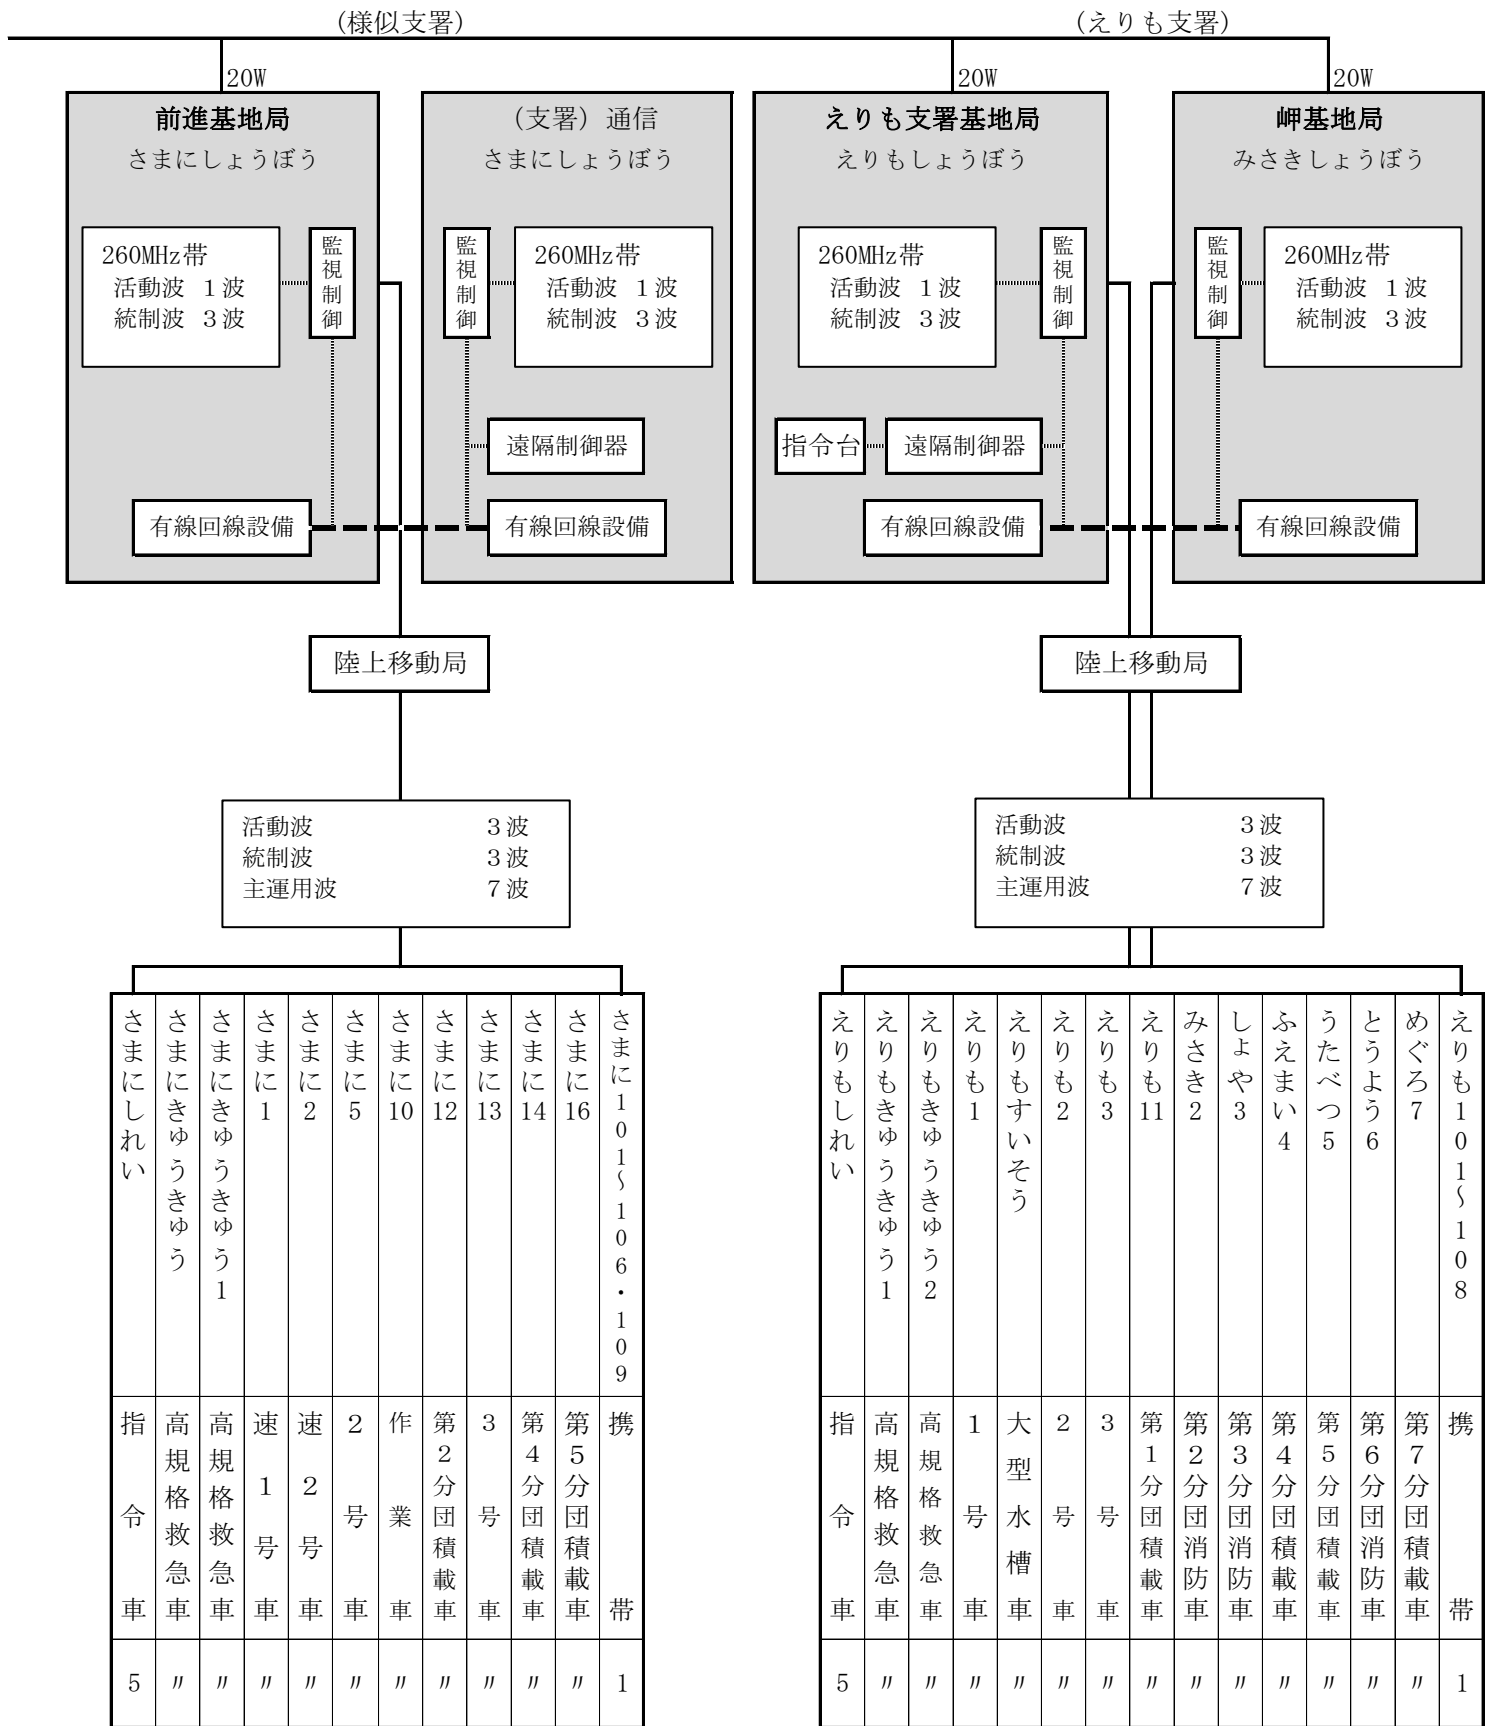 (様似支署)
(えりも支署)
20W
20W
20W
前進基地局
さまにしょうぼう
260MHz帯
活動波 1波
統制波 3波
監視制御
有線回線設備
(支署) 通信
さまにしょうぼう
監視制御
260MHz帯
活動波 1波
統制波 3波
遠隔制御器
有線回線設備
えりも支署基地局
えりもしょうぼう
260MHz帯
活動波 1波
統制波 3波
監視制御
指令台
遠隔制御器
有線回線設備
岬基地局
みさきしょうぼう
監視制御
260MHz帯
活動波 1波
統制波 3波
有線回線設備
陸上移動局
陸上移動局
活動波 3波
統制波 3波
主運用波 7波
活動波 3波
統制波 3波
主運用波 7波
さまにしれい 指令車 5
さまにきゅうきゅう 高規格救急車 〃
さまにきゅうきゅう1 高規格救急車 〃
さまに1 速1号車 〃
さまに2 速2号車 〃
さまに5 2号車 〃
さまに10 作業車 〃
さまに12 第2分団積載車 〃
さまに13 3号車 〃
さまに14 第4分団積載車 〃
さまに16 第5分団積載車 〃
さまに101〜106・109 携帯 1
えりもしれい 指令車 5
えりもきゅうきゅう1 高規格救急車 〃
えりもきゅうきゅう2 高規格救急車 〃
えりも1 1号車 〃
えりもすいそう 大型水槽車 〃
えりも2 2号車 〃
えりも3 3号車 〃
えりも11 第1分団積載車 〃
みさき2 第2分団消防車 〃
しょや3 第3分団消防車 〃
ふえまい4 第4分団積載車 〃
うたべつ5 第5分団積載車 〃
とうよう6 第6分団消防車 〃
めぐろ7 第7分団積載車 〃
えりも101〜108 携帯 1